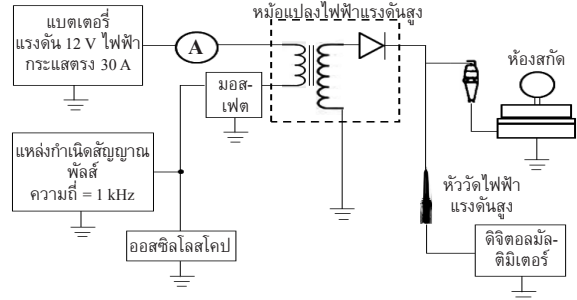 หม้อแปลงไฟฟ้าแรงดันสูง
แบตเตอรี่
แรงดัน 12 V ไฟฟ้า
กระแสตรง 30 A
A
ห้องสกัด
มอส-
เฟต
แหล่งกำเนิดสัญญาณ
พัลส์
ความถี่ = 1 kHz
หัววัดไฟฟ้า
แรงดันสูง
ออสซิลโลสโคป
ดิจิตอลมัล-
ติมิเตอร์